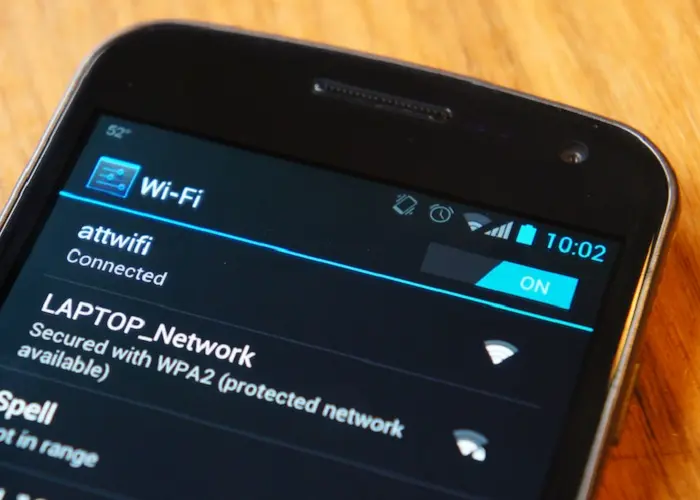 52°
10:02
Wi-Fi
ON
attwifi
Connected
LAPTOP_Network
Secured with WPA2 (protected network
available)
Spell
ot in range